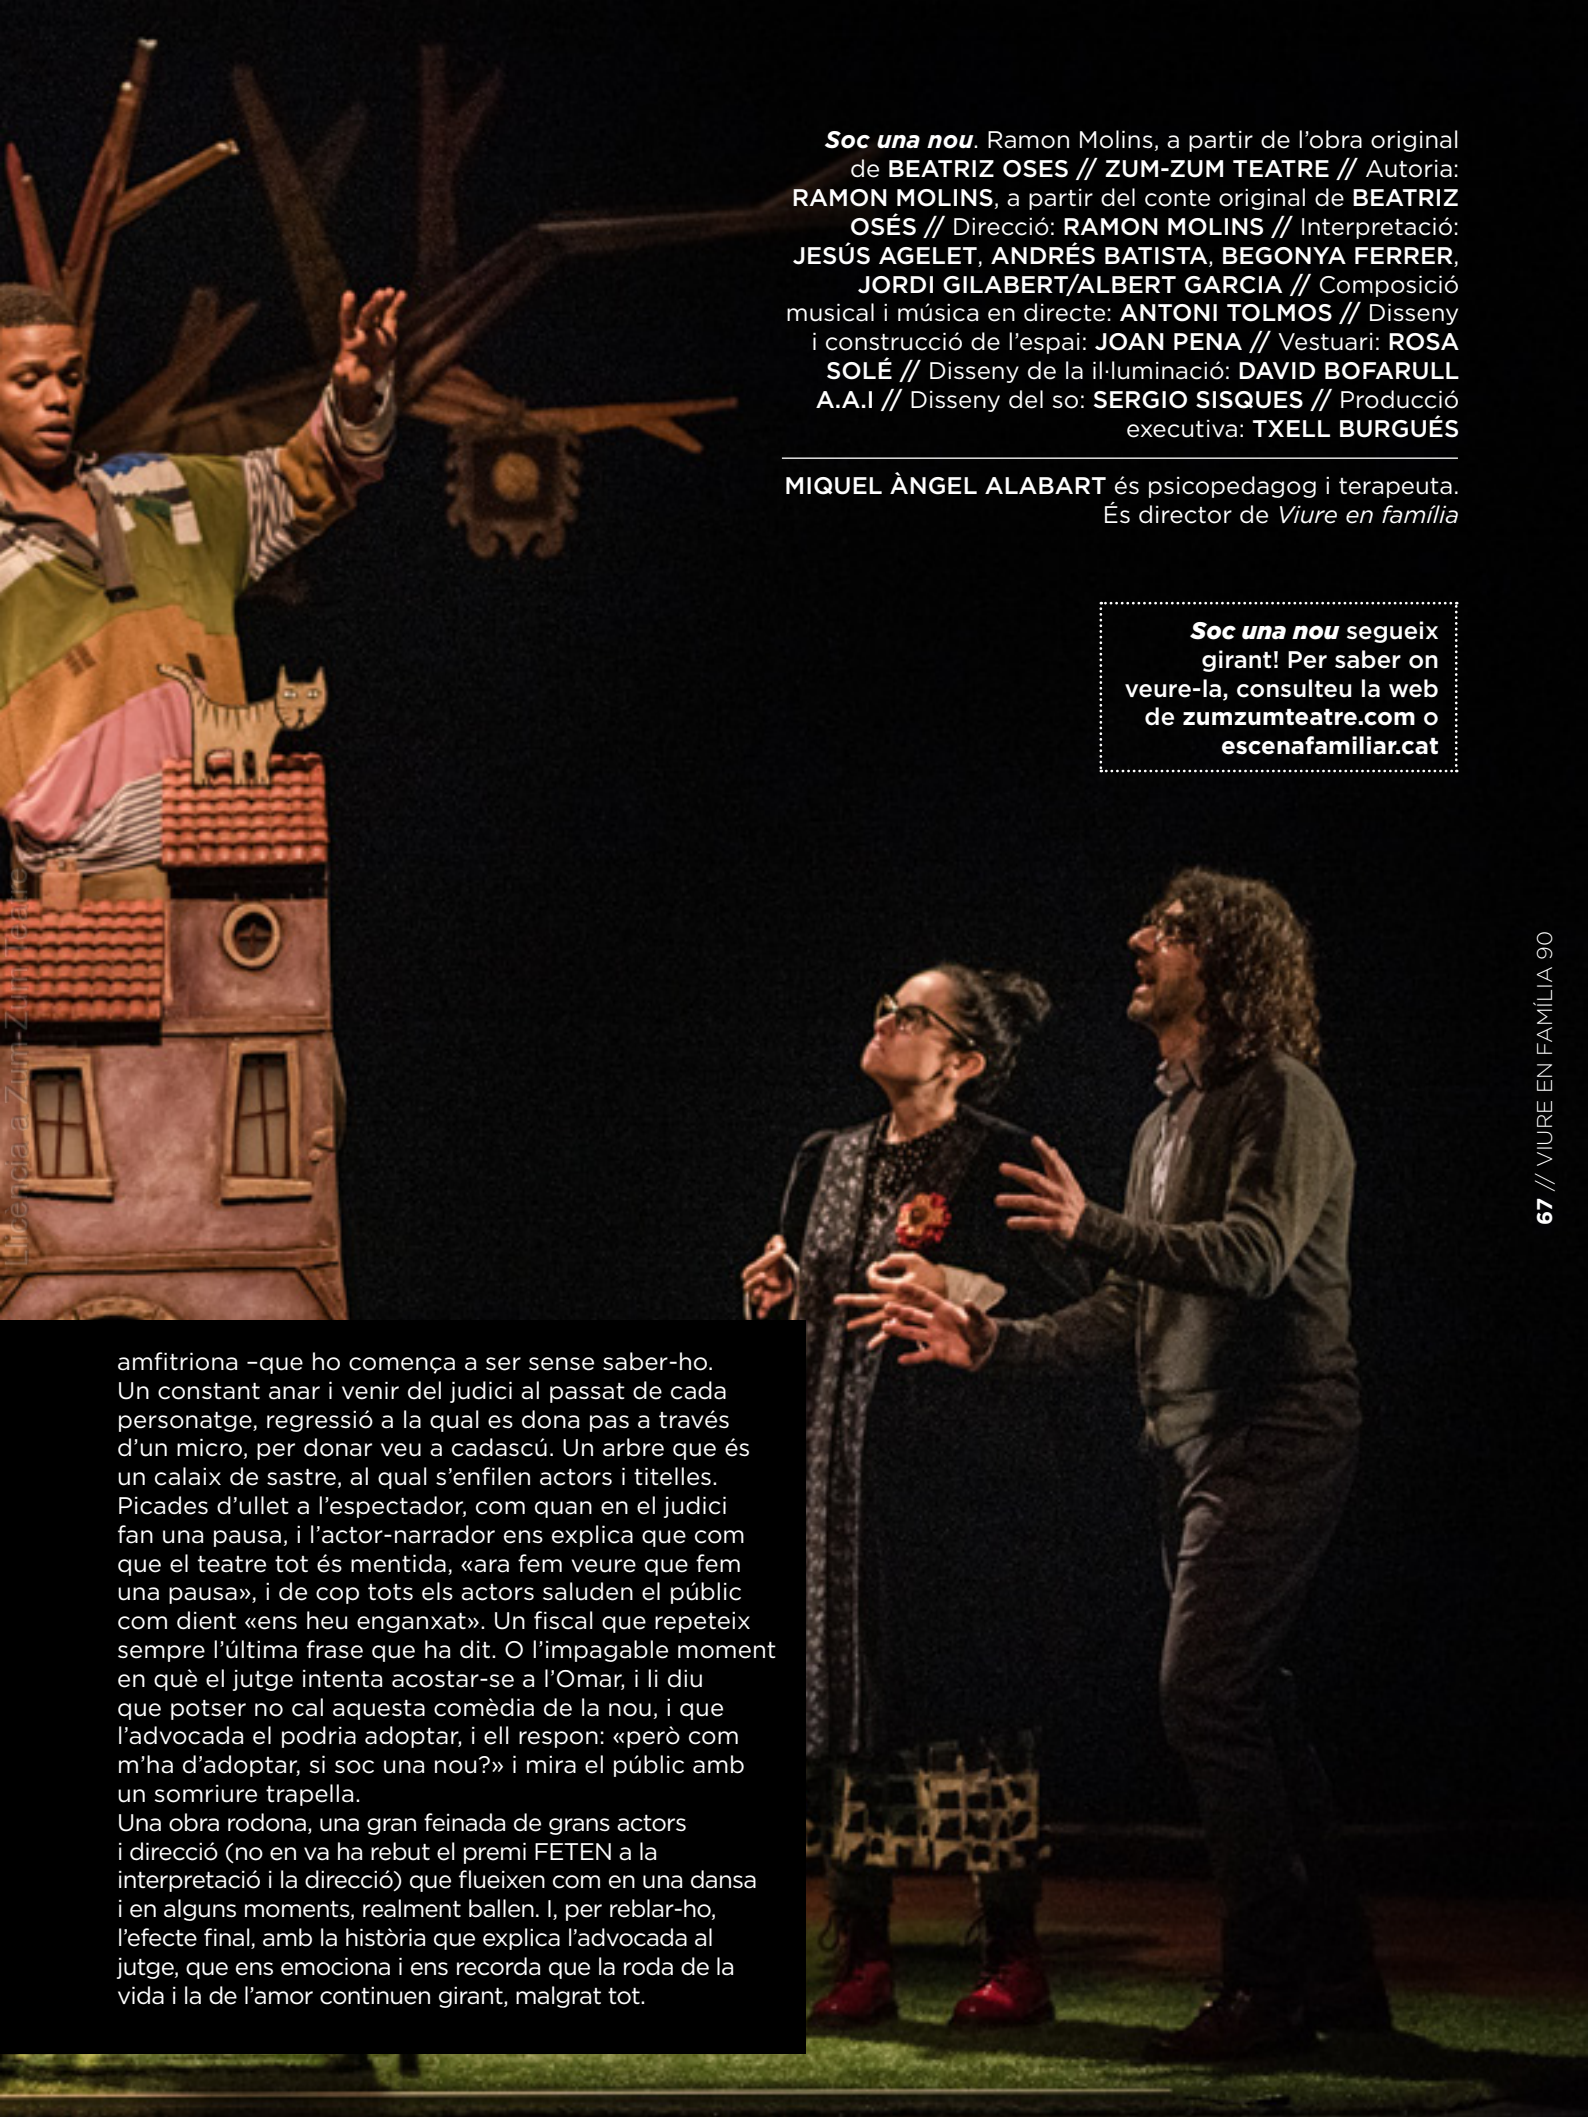 Soc una nou. Ramon Molins, a partir de l'obra original
de BEATRIZ OSES // ZUM-ZUM TEATRE // Autoria:
RAMON MOLINS, a partir del conte original de BEATRIZ
OSÉS // Direcció: RAMON MOLINS // Interpretació:
JESÚS AGELET, ANDRÉS BATISTA, BEGONYA FERRER,
JORDI GILABERT/ALBERT GARCIA // Composició
musical i música en directe: ANTONI TOLMOS // Disseny
i construcció de l'espai: JOAN PENA // Vestuari: ROSA
SOLÉ // Disseny de la il·luminació: DAVID BOFARULL
A.A.I // Disseny del so: SERGIO SISQUES // Producció
executiva: TXELL BURGUÉS
MIQUEL ÀNGEL ALABART és psicopedagog i terapeuta.
És director de Viure en família
Soc una nou segueix
girant! Per saber on
veure-la, consulteu la web
de zumzumteatre.com o
escenafamiliar.cat
67 // VIURE EN FAMÍLIA 90
Llicència a Zum-Zum Teatre
amfitriona –que ho comença a ser sense saber-ho.
Un constant anar i venir del judici al passat de cada
personatge, regressió a la qual es dona pas a través
d'un micro, per donar veu a cadascú. Un arbre que és
un calaix de sastre, al qual s'enfilen actors i titelles.
Picades d'ullet a l'espectador, com quan en el judici
fan una pausa, i l'actor-narrador ens explica que com
que el teatre tot és mentida, «ara fem veure que fem
una pausa», i de cop tots els actors saluden el públic
com dient «ens heu enganxat». Un fiscal que repeteix
sempre l'última frase que ha dit. O l'impagable moment
en què el jutge intenta acostar-se a l'Omar, i li diu
que potser no cal aquesta comèdia de la nou, i que
l'advocada el podria adoptar, i ell respon: «però com
m'ha d'adoptar, si soc una nou?» i mira el públic amb
un somriure trapella.
Una obra rodona, una gran feinada de grans actors
i direcció (no en va ha rebut el premi FETEN a la
interpretació i la direcció) que flueixen com en una dansa
i en alguns moments, realment ballen. I, per reblar-ho,
l'efecte final, amb la història que explica l'advocada al
jutge, que ens emociona i ens recorda que la roda de la
vida i la de l'amor continuen girant, malgrat tot.